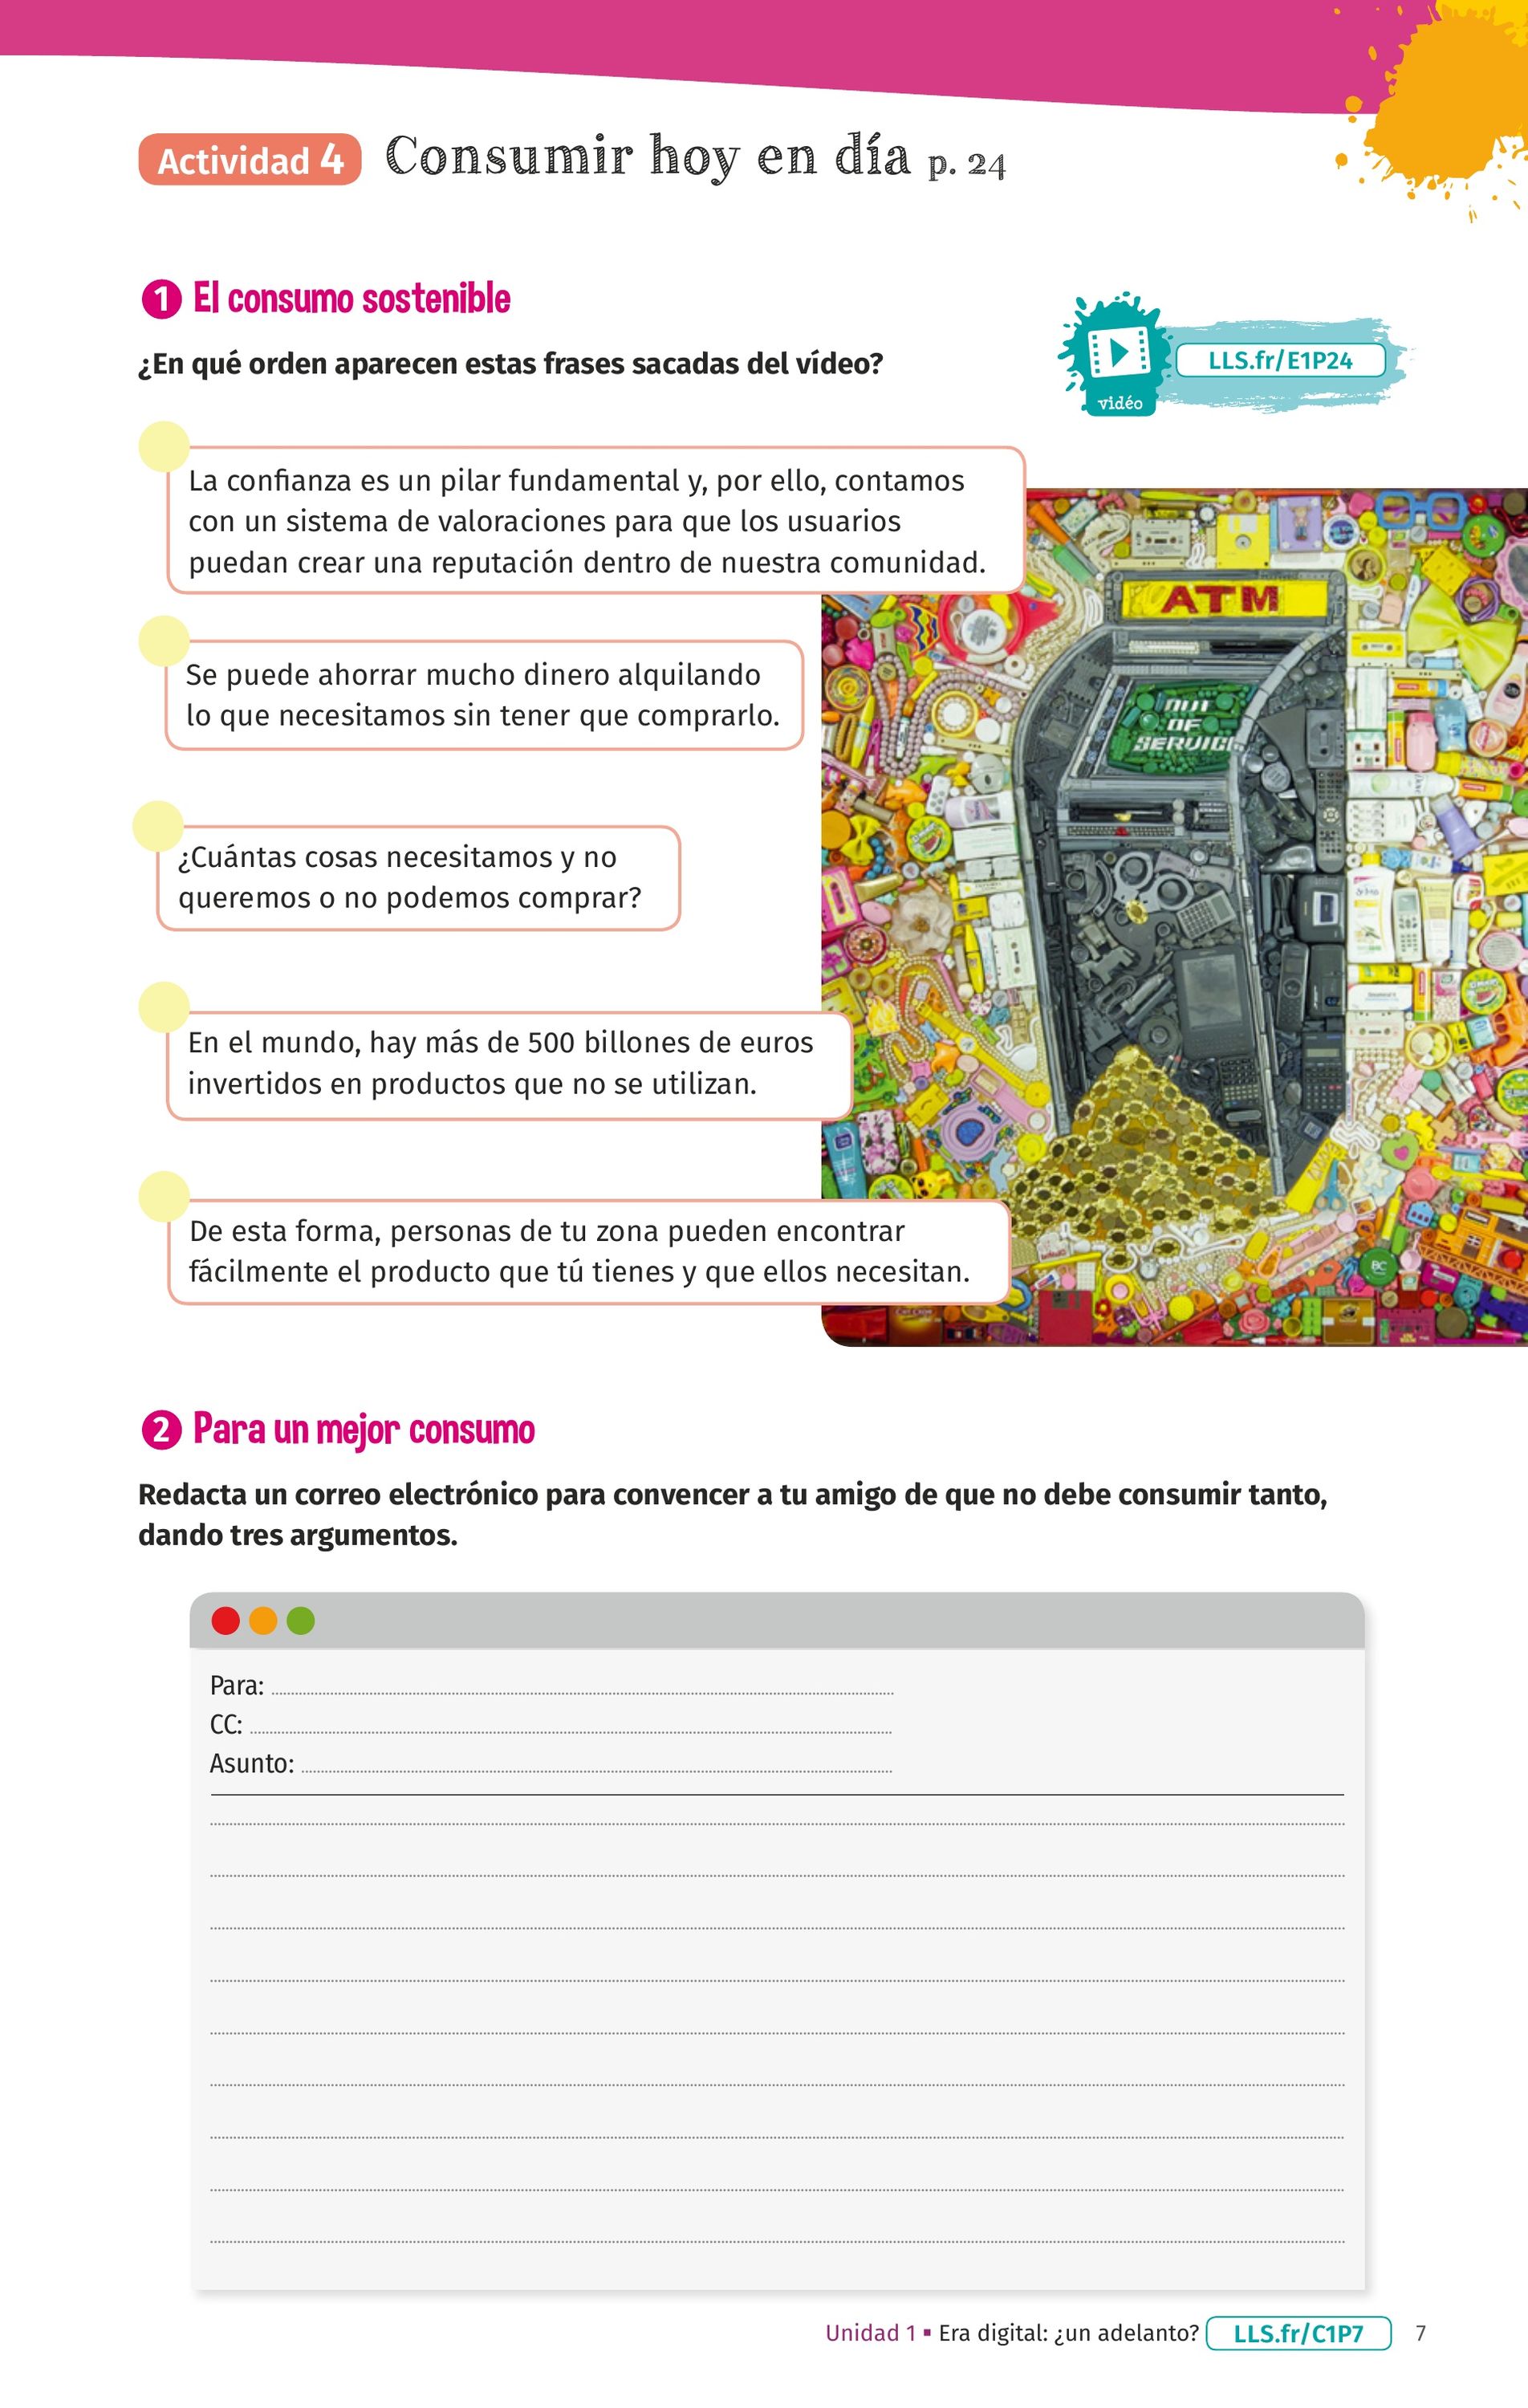 Actividad 4 Consumir hoy en día p. 24
1 El consumo sostenible
¿En qué orden aparecen estas frases sacadas del vídeo?
vidéo
LLS.fr/E1P24
La confianza es un pilar fundamental y, por ello, contamos
con un sistema de valoraciones para que los usuarios
puedan crear una reputación dentro de nuestra comunidad.
Se puede ahorrar mucho dinero alquilando
lo que necesitamos sin tener que comprarlo.
¿Cuántas cosas necesitamos y no
queremos o no podemos comprar?
En el mundo, hay más de 500 billones de euros
invertidos en productos que no se utilizan.
De esta forma, personas de tu zona pueden encontrar
fácilmente el producto que tú tienes y que ellos necesitan.
ATM
OUT
OF
SERVICE
BC
2 Para un mejor consumo
Redacta un correo electrónico para convencer a tu amigo de que no debe consumir tanto,
dando tres argumentos.
Para:
CC:
Asunto:
Unidad 1 ▪ Era digital: ¿un adelanto? LLS.fr/C1P7 7